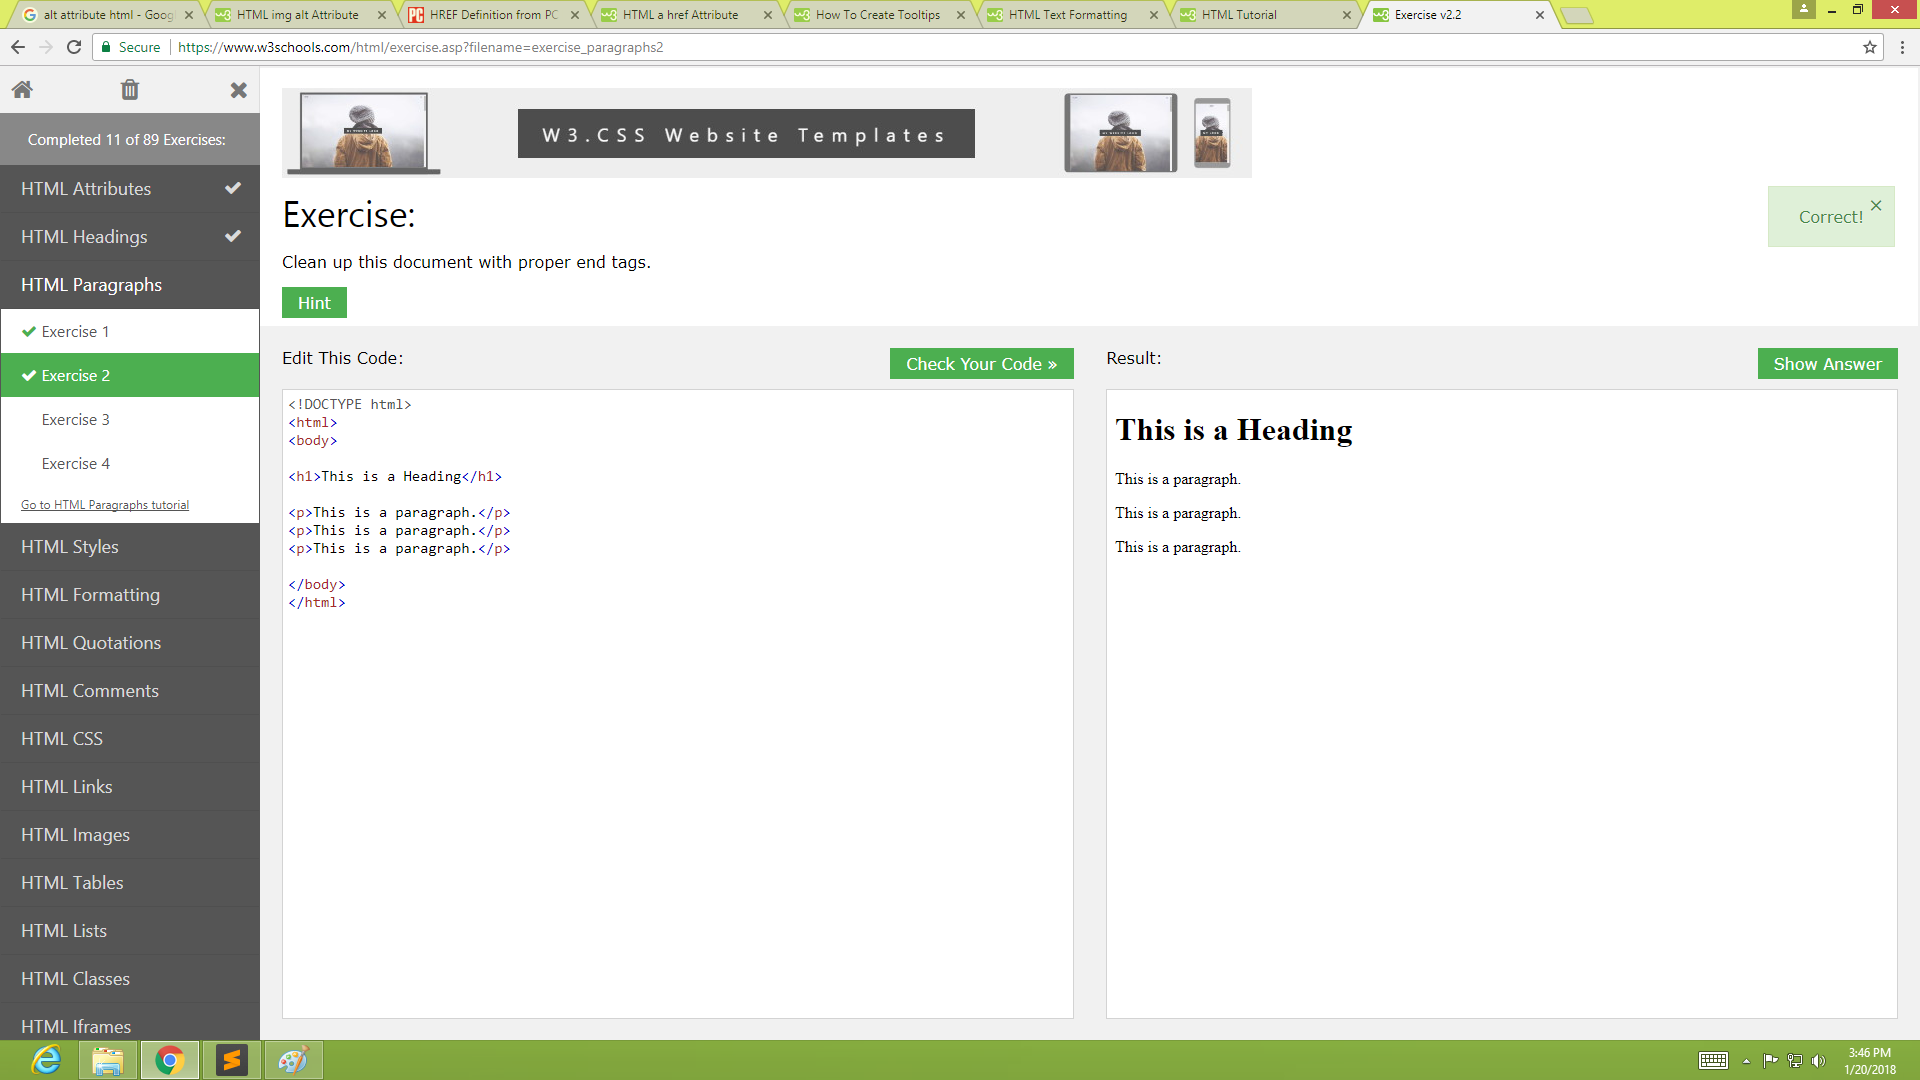 alt attribute html - Goog
HTML img alt Attribute
HREF Definition from PC
HTML a href Attribute
How To Create Tooltips
HTML Text Formatting
HTML Tutorial
Exercise v2.2
Secure
https://www.w3schools.com/html/exercise.asp?filename=exercise_paragraphs2
Completed 11 of 89 Exercises:
HTML Attributes
HTML Headings
HTML Paragraphs
Exercise 1
Exercise 2
Exercise 3
Exercise 4
Go to HTML Paragraphs tutorial
HTML Styles
HTML Formatting
HTML Quotations
HTML Comments
HTML CSS
HTML Links
HTML Images
HTML Tables
HTML Lists
HTML Classes
HTML Iframes
W3.CSS Website Templates
Exercise:
Correct!
Clean up this document with proper end tags.
Hint
Edit This Code:
Check Your Code »
<!DOCTYPE html>
<html>
<body>
<h1>This is a Heading</h1>
<p>This is a paragraph.</p>
<p>This is a paragraph.</p>
<p>This is a paragraph.</p>
</body>
</html>
Result:
Show Answer
This is a Heading
This is a paragraph.
This is a paragraph.
This is a paragraph.
3:46 PM
1/20/2018